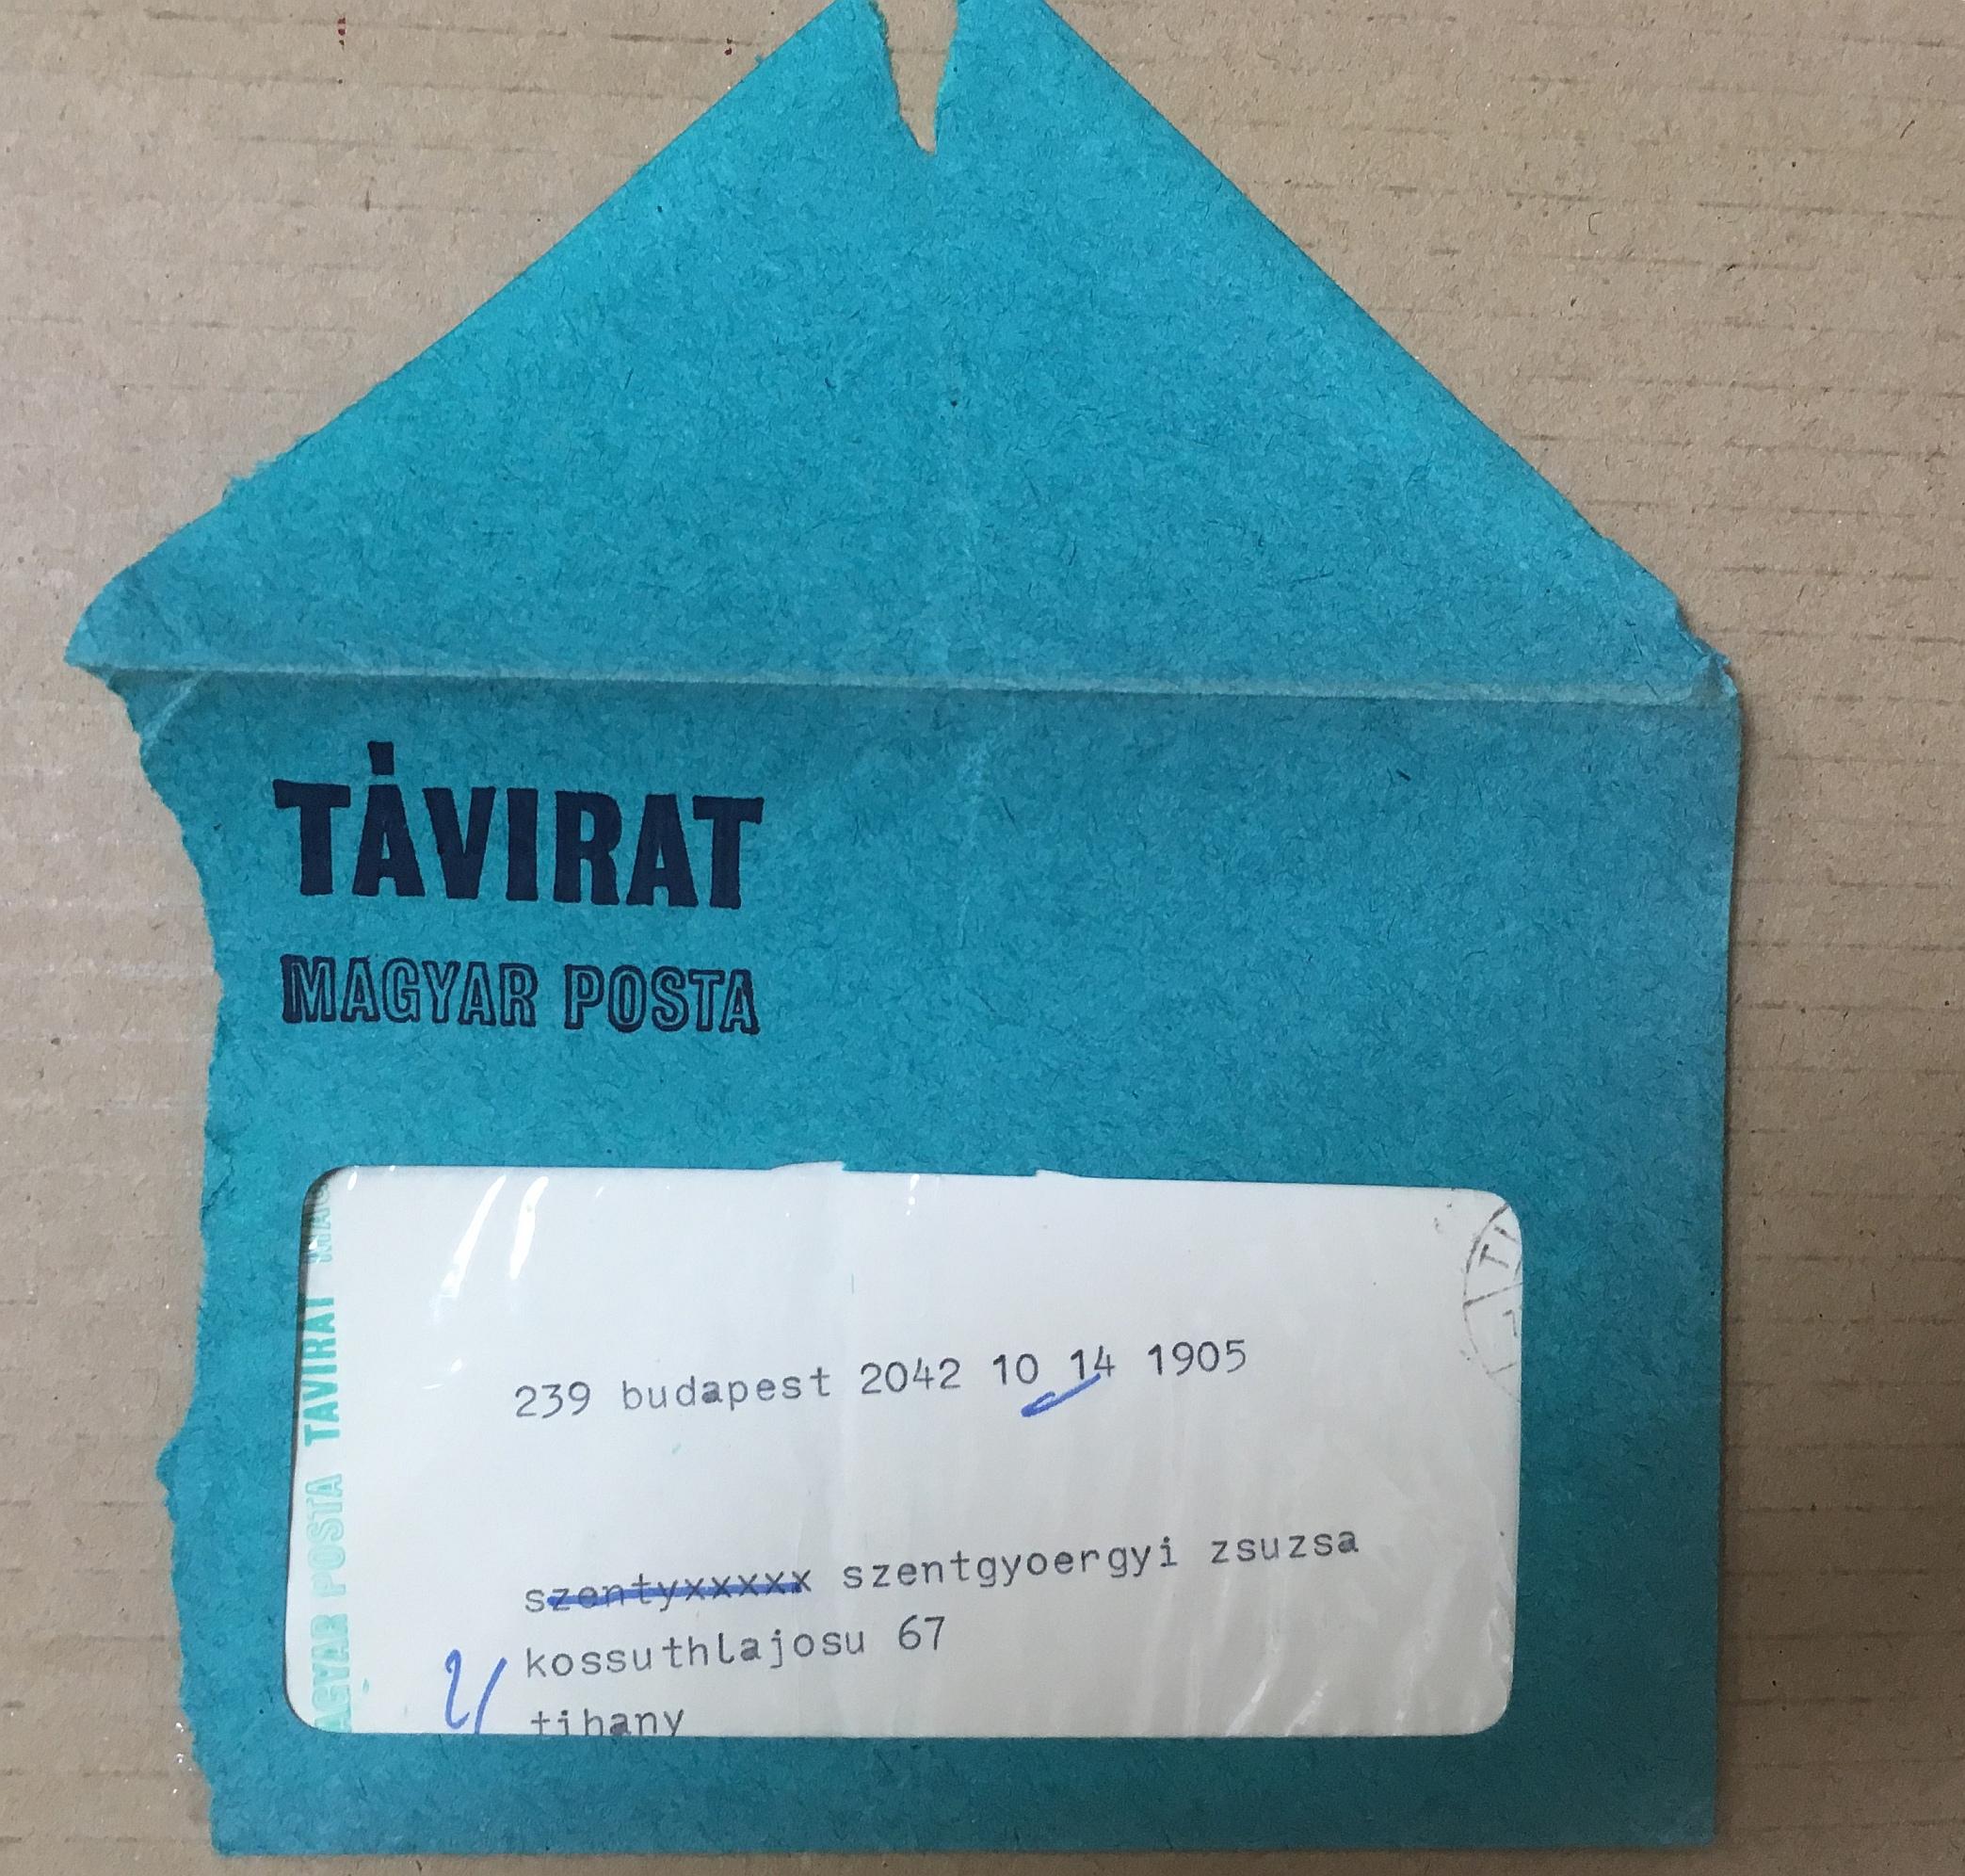 TÁVIRAT
MAGYAR POSTA
MAGYAR POSTA TÁVIRAT
239 budapest 2042 10 14 1905
szentyxxxxx szentgyoergyi zsuzsa
kossuthlajosu 67
tihany